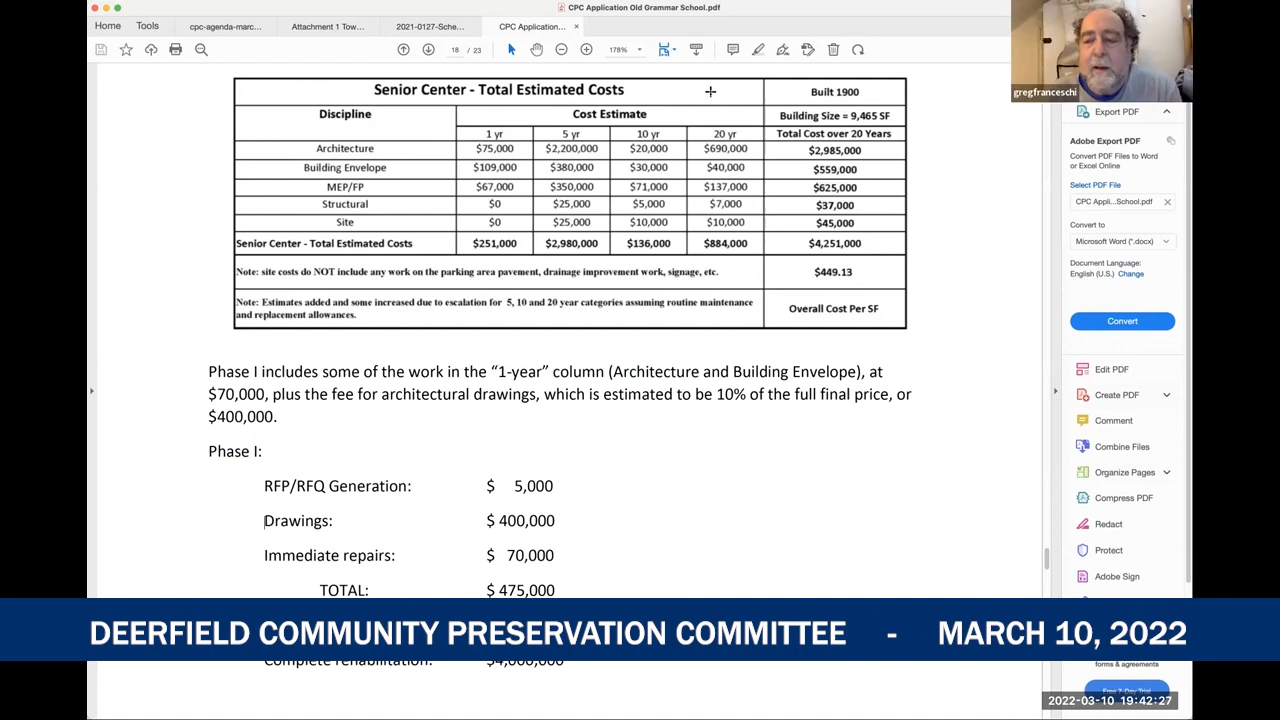 CPC Application Old Grammar School.pdf
Home Tools cpc-agenda-marc... Attachment 1 Tow... 2021-0127-Sche... CPC Application... ×
18 / 23 178%
gregfranceschi
Senior Center - Total Estimated Costs Built 1900
Discipline Cost Estimate Building Size = 9,465 SF
1 yr 5 yr 10 yr 20 yr Total Cost over 20 Years
Architecture $75,000 $2,200,000 $20,000 $690,000 $2,985,000
Building Envelope $109,000 $380,000 $30,000 $40,000 $559,000
MEP/FP $67,000 $350,000 $71,000 $137,000 $625,000
Structural $0 $25,000 $5,000 $7,000 $37,000
Site $0 $25,000 $10,000 $10,000 $45,000
Senior Center - Total Estimated Costs $251,000 $2,980,000 $136,000 $884,000 $4,251,000
Note: site costs do NOT include any work on the parking area pavement, drainage improvement work, signage, etc. $449.13
Note: Estimates added and some increased due to escalation for 5, 10 and 20 year categories assuming routine maintenance
and replacement allowances. Overall Cost Per SF
Phase I includes some of the work in the “1-year” column (Architecture and Building Envelope), at
$70,000, plus the fee for architectural drawings, which is estimated to be 10% of the full final price, or
$400,000.
Phase I:
RFP/RFQ Generation: $ 5,000
Drawings: $ 400,000
Immediate repairs: $ 70,000
TOTAL: $ 475,000
Complete rehabilitation: $4,000,000
Export PDF
Adobe Export PDF
Convert PDF Files to Word
or Excel Online
Select PDF File
CPC Appli...School.pdf ×
Convert to
Microsoft Word (*.docx)
Document Language:
English (U.S.) Change
Convert
Edit PDF
Create PDF
Comment
Combine Files
Organize Pages
Compress PDF
Redact
Protect
Adobe Sign
forms & agreements
Free 7-Day Trial
DEERFIELD COMMUNITY PRESERVATION COMMITTEE - MARCH 10, 2022
2022-03-10 19:42:27